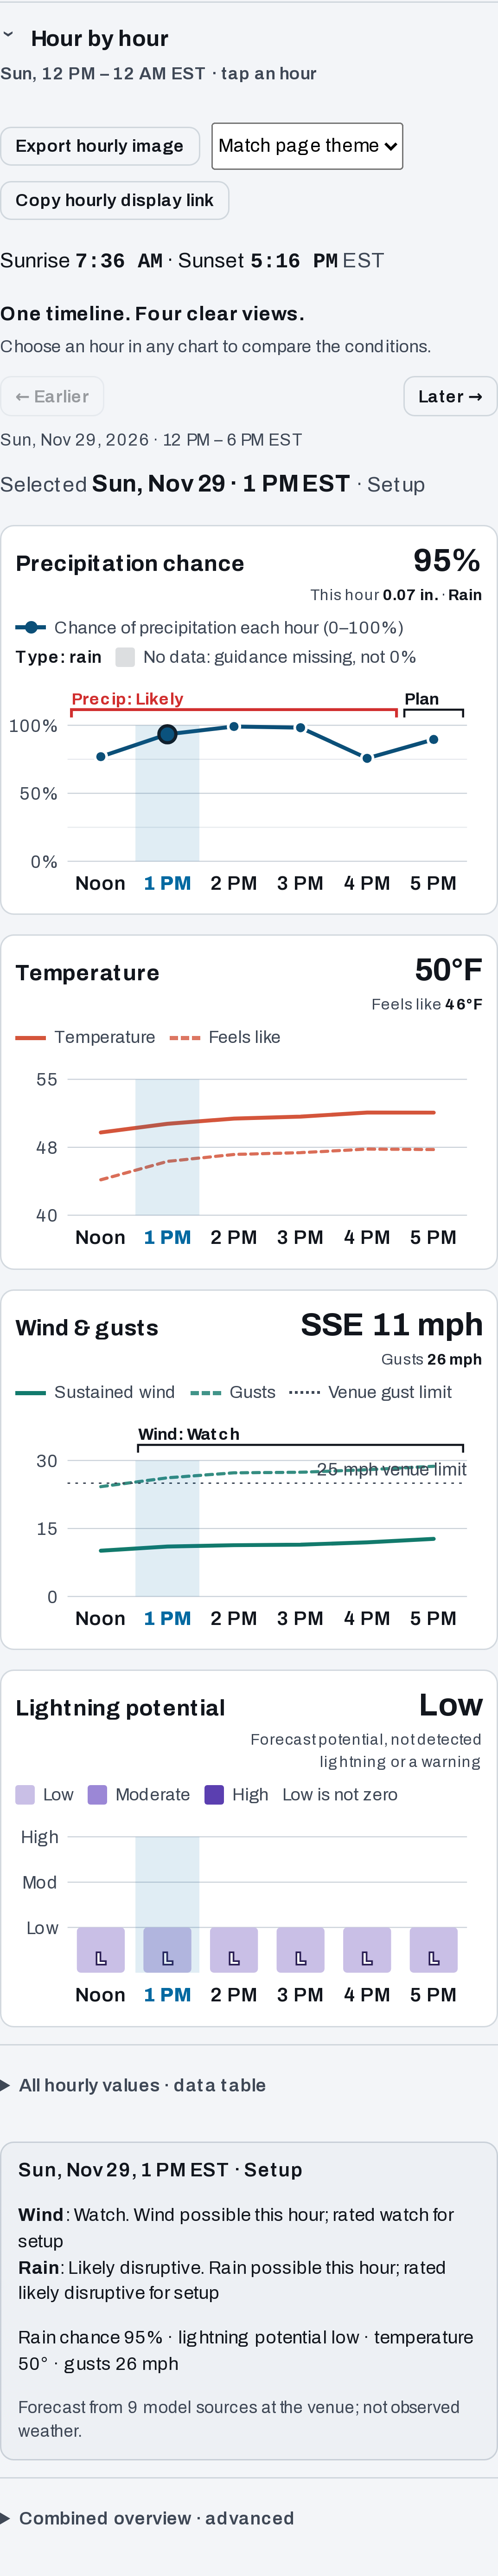 Hour by hour
Sun, 12 PM – 12 AM EST · tap an hour
Export hourly image
Match page theme
Copy hourly display link
Sunrise 7:36 AM · Sunset 5:16 PM EST
One timeline. Four clear views.
Choose an hour in any chart to compare the conditions.
← Earlier
Later →
Sun, Nov 29, 2026 · 12 PM – 6 PM EST
Selected Sun, Nov 29 · 1 PM EST · Setup
Precipitation chance 95%
This hour 0.07 in. · Rain
Chance of precipitation each hour (0–100%)
Type: rain No data: guidance missing, not 0%
Precip: Likely Plan
100%
50%
0%
Noon 1 PM 2 PM 3 PM 4 PM 5 PM
Temperature 50°F
Feels like 46°F
Temperature Feels like
55
48
40
Noon 1 PM 2 PM 3 PM 4 PM 5 PM
Wind & gusts SSE 11 mph
Gusts 26 mph
Sustained wind Gusts Venue gust limit
Wind: Watch
30
25 mph venue limit
15
0
Noon 1 PM 2 PM 3 PM 4 PM 5 PM
Lightning potential Low
Forecast potential, not detected
lightning or a warning
Low Moderate High Low is not zero
High
Mod
Low
L L L L L L
Noon 1 PM 2 PM 3 PM 4 PM 5 PM
All hourly values · data table
Sun, Nov 29, 1 PM EST · Setup
Wind: Watch. Wind possible this hour; rated watch for
setup
Rain: Likely disruptive. Rain possible this hour; rated
likely disruptive for setup
Rain chance 95% · lightning potential low · temperature
50° · gusts 26 mph
Forecast from 9 model sources at the venue; not observed
weather.
Combined overview · advanced